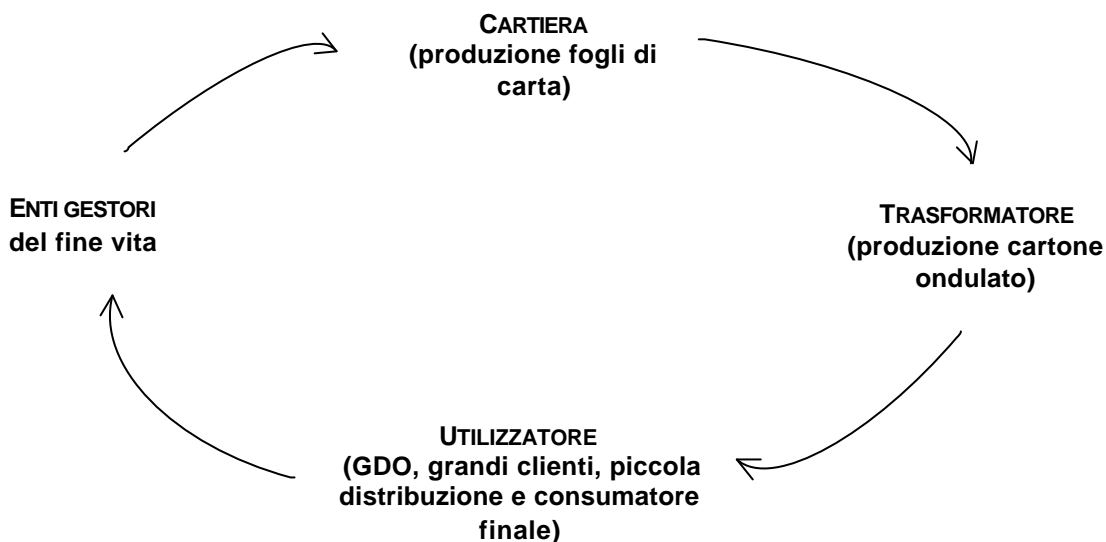 CARTIERA
(produzione fogli di
carta)
ENTI GESTORI
del fine vita
TRASFORMATORE
(produzione cartone
ondulato)
UTILIZZATORE
(GDO, grandi clienti, piccola
distribuzione e consumatore
finale)